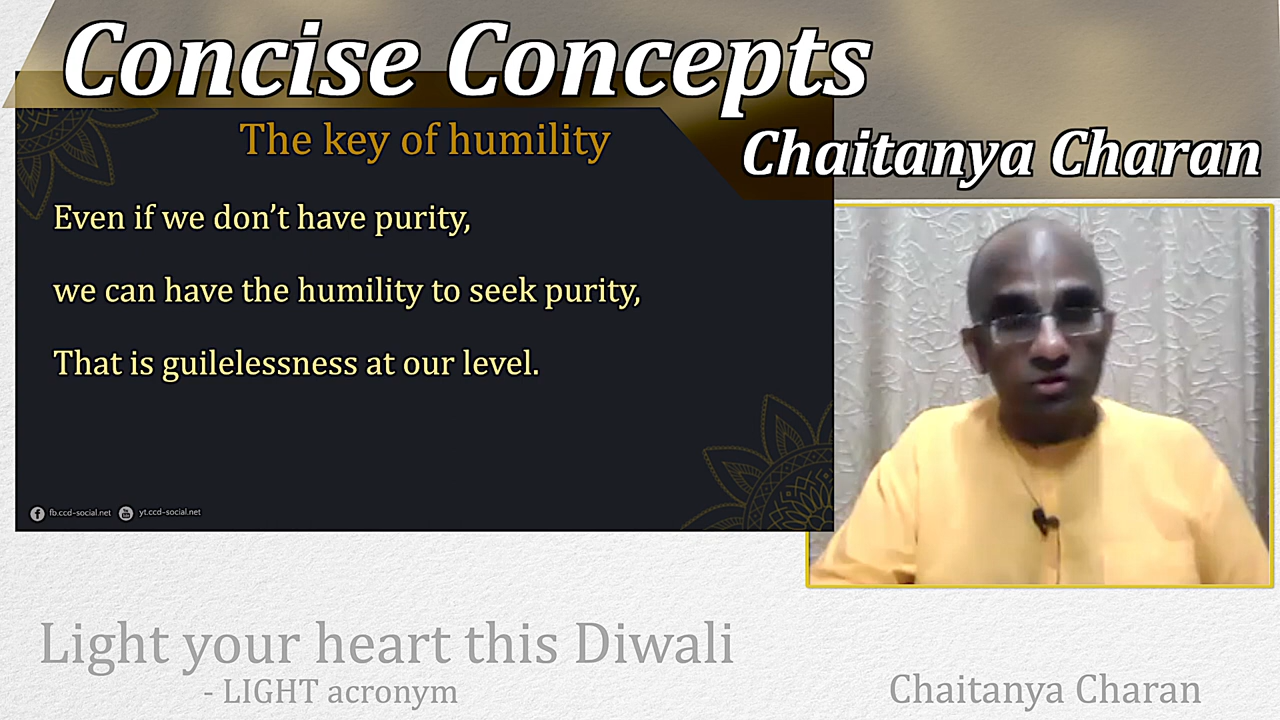 Concise Concepts
Chaitanya Charan
The key of humility
Even if we don’t have purity,
we can have the humility to seek purity,
That is guilelessness at our level.
fb.ccd-social.net yt.ccd-social.net
Light your heart this Diwali
- LIGHT acronym
Chaitanya Charan